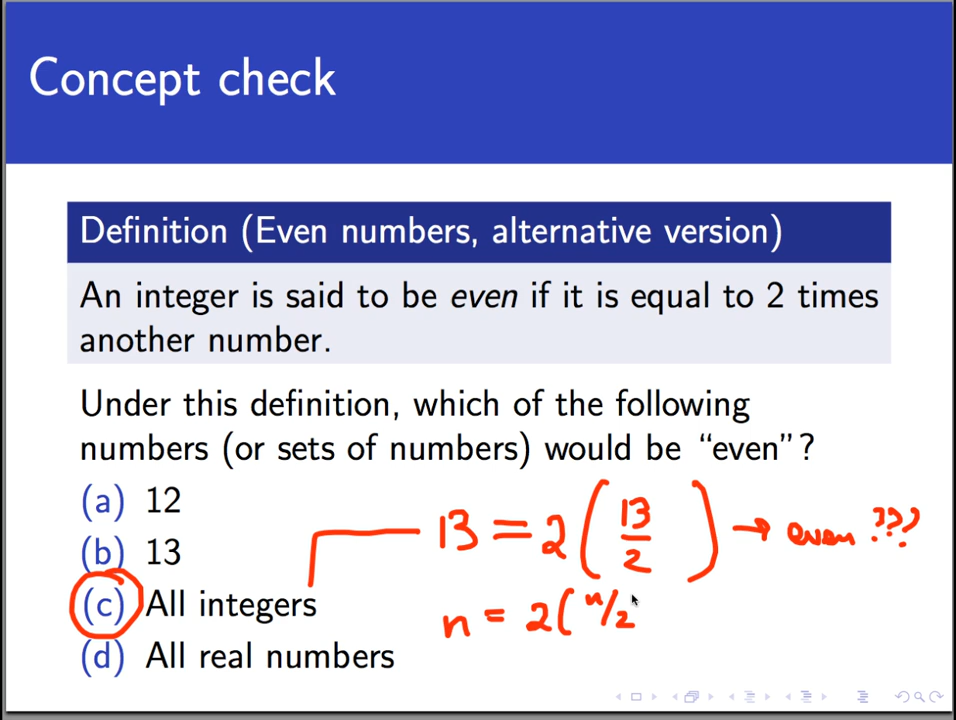 Concept check
Definition (Even numbers, alternative version)
An integer is said to be even if it is equal to 2 times
another number.
Under this definition, which of the following
numbers (or sets of numbers) would be “even”?
(a) 12
(b) 13
(c) All integers
(d) All real numbers
13 = 2(13/2) → even ???
n = 2(n/2